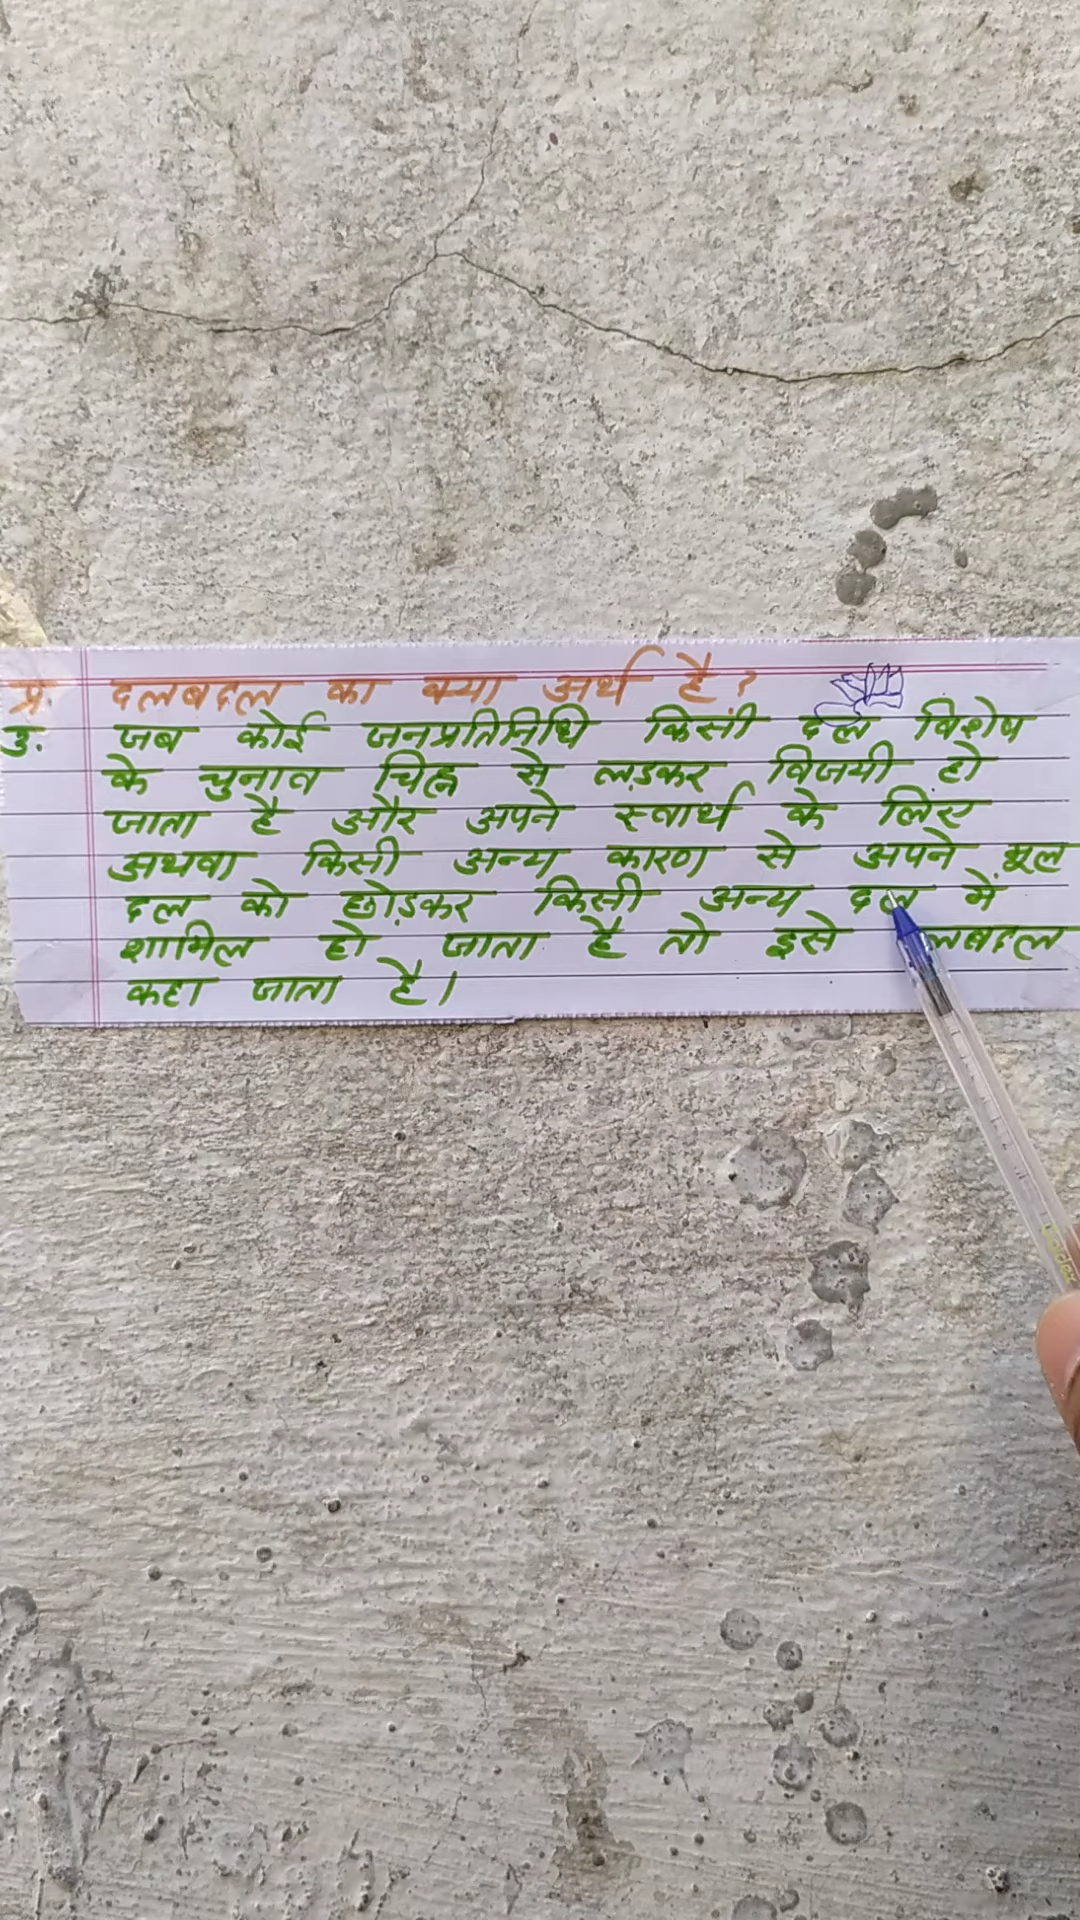 प्र. दलबदल का क्या अर्थ है?
उ. जब कोई जनप्रतिनिधि किसी दल विशेष
के चुनाव चिह्न से लड़कर विजयी हो
जाता है और अपने स्वार्थ के लिए
अथवा किसी अन्य कारण से अपने मूल
दल को छोड़कर किसी अन्य दल में
शामिल हो जाता है तो इसे लबदल
कहा जाता है।